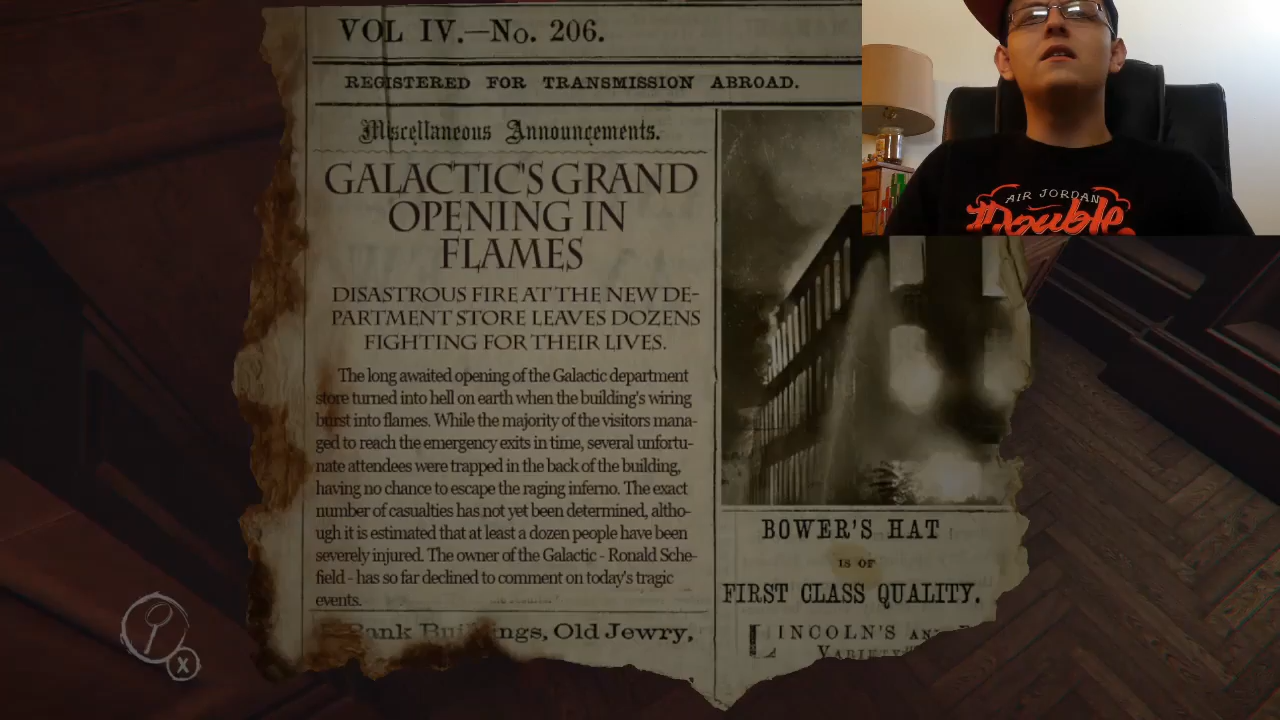 VOL IV.—No. 206.
REGISTERED FOR TRANSMISSION ABROAD.
Miscellaneous Announcements.
GALACTIC'S GRAND
OPENING IN
FLAMES
DISASTROUS FIRE AT THE NEW DE-
PARTMENT STORE LEAVES DOZENS
FIGHTING FOR THEIR LIVES.
The long awaited opening of the Galactic department
store turned into hell on earth when the building's wiring
burst into flames. While the majority of the visitors mana-
ged to reach the emergency exits in time, several unfortu-
nate attendees were trapped in the back of the building,
having no chance to escape the raging inferno. The exact
number of casualties has not yet been determined, altho-
ugh it is estimated that at least a dozen people have been
severely injured. The owner of the Galactic - Ronald Sche-
field - has so far declined to comment on today's tragic
events.
Bank Buildings, Old Jewry,
BOWER'S HAT
IS OF
FIRST CLASS QUALITY.
LINCOLN'S
VARIETY
X
AIR JORDAN
Double